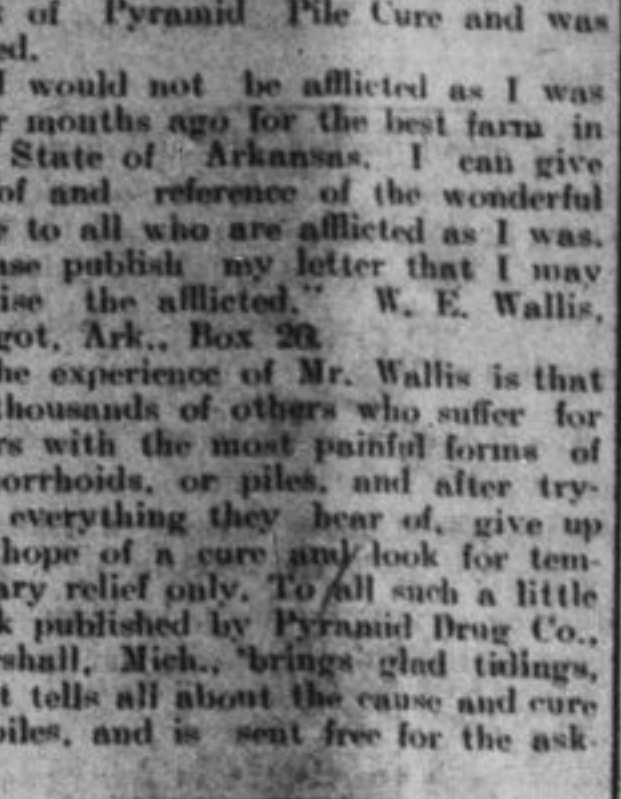 of Pyramid Pile Cure and was
ed.
I would not be afflicted as I was
r months ago for the best farm in
State of Arkansas. I can give
of and reference of the wonderful
e to all who are afflicted as I was.
ase publish my letter that I may
ise the afflicted." W. E. Wallis,
got, Ark., Box 20.
he experience of Mr. Wallis is that
thousands of others who suffer for
rs with the most painful forms of
orrhoids, or piles, and after try-
everything they hear of, give up
hope of a cure and look for tem-
ary relief only. To all such a little
k published by Pyramid Drug Co.,
shall, Mich., brings glad tidings,
t tells all about the cause and cure
piles, and is sent free for the ask-